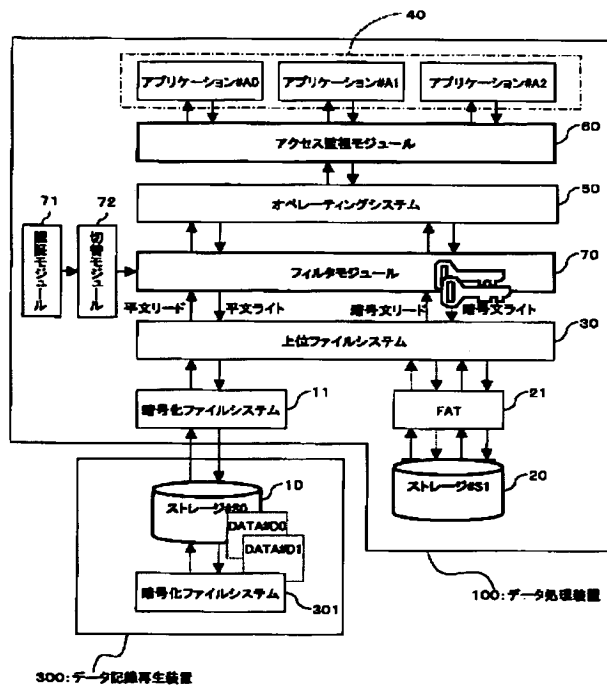 40
アプリケーション#A0
アプリケーション#A1
アプリケーション#A2
60
アクセス監視モジュール
50
オペレーティングシステム
71
72
認証モジュール
切替モジュール
70
フィルタモジュール
平文リード
平文ライト
暗号文リード
暗号文ライト
30
上位ファイルシステム
11
暗号化ファイルシステム
21
FAT
10
ストレージ#S0
20
ストレージ#S1
DATA#D0
DATA#D1
暗号化ファイルシステム
301
100:データ処理装置
300:データ記録再生装置